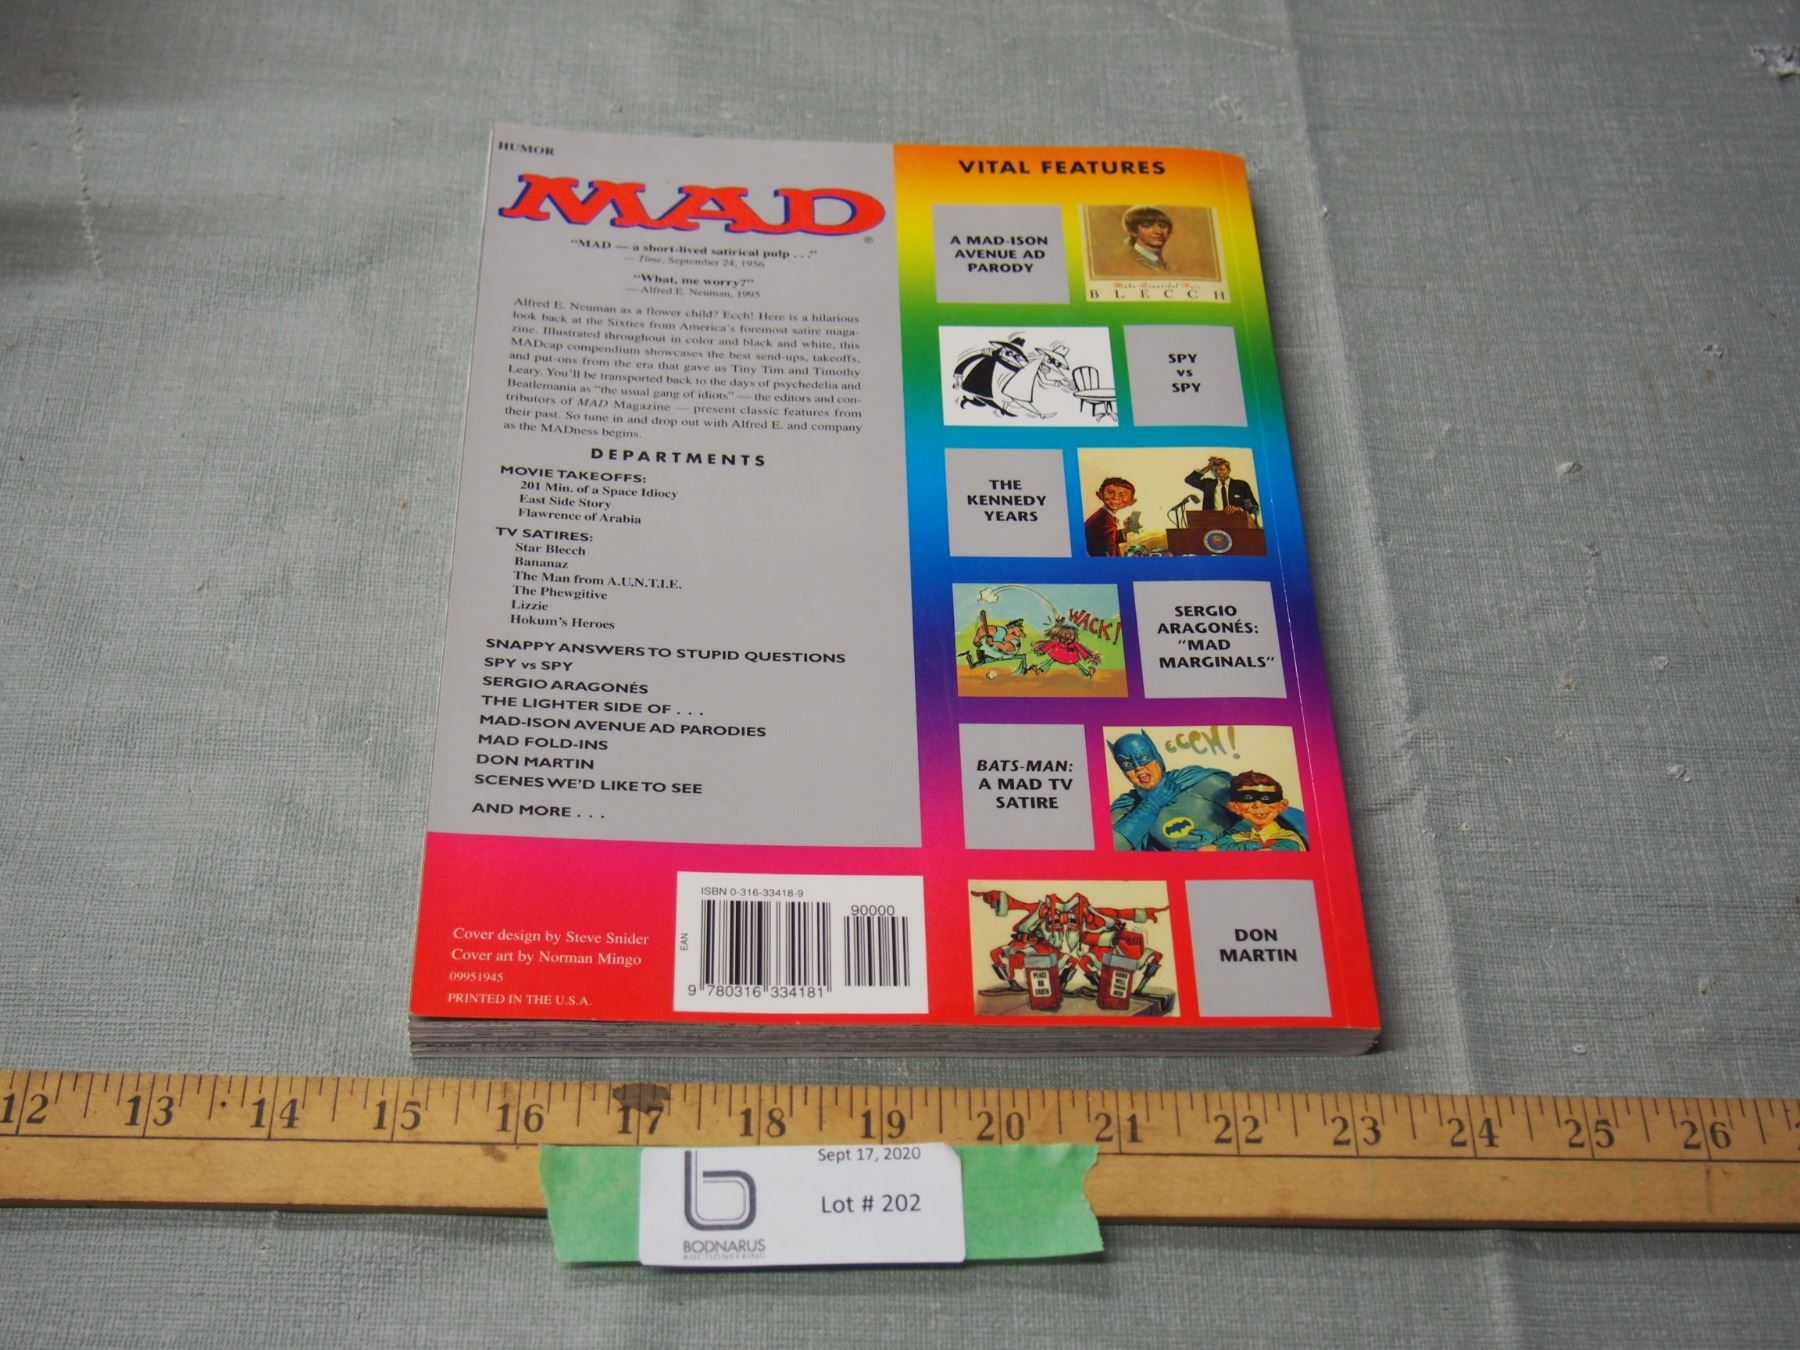 HUMOR
MAD®
"MAD — a short-lived satirical pulp . . ."
— Time, September 24, 1956
"What, me worry?"
— Alfred E. Neuman, 1995
Alfred E. Neuman as a flower child? Ecch! Here is a hilarious
look back at the Sixties from America's foremost satire maga-
zine. Illustrated throughout in color and black and white, this
MADcap compendium showcases the best send-ups, takeoffs,
and put-ons from the era that gave us Tiny Tim and Timothy
Leary. You'll be transported back to the days of psychedelia and
Beatlemania as "the usual gang of idiots" — the editors and con-
tributors of MAD Magazine — present classic features from
their past. So tune in and drop out with Alfred E. and company
as the MADness begins.
DEPARTMENTS
MOVIE TAKEOFFS:
201 Min. of a Space Idiocy
East Side Story
Flawrence of Arabia
TV SATIRES:
Star Blecch
Bananaz
The Man from A.U.N.T.I.E.
The Phewgitive
Lizzie
Hokum's Heroes
SNAPPY ANSWERS TO STUPID QUESTIONS
SPY vs SPY
SERGIO ARAGONÉS
THE LIGHTER SIDE OF . . .
MAD-ISON AVENUE AD PARODIES
MAD FOLD-INS
DON MARTIN
SCENES WE'D LIKE TO SEE
AND MORE . . .
Cover design by Steve Snider
Cover art by Norman Mingo
09951945
PRINTED IN THE U.S.A.
ISBN 0-316-33418-9
90000
EAN
9 780316 334181
VITAL FEATURES
A MAD-ISON
AVENUE AD
PARODY
Make Beautiful Hair
BLECCH
SPY
vs
SPY
THE
KENNEDY
YEARS
WACK!
SERGIO
ARAGONÉS:
"MAD
MARGINALS"
BATS-MAN:
A MAD TV
SATIRE
ECCH!
PEACE
ON
EARTH
GOOD
WILL
DON
MARTIN
12 13 14 15 16 17 18 19 20 21 22 23 24 25 26
Sept 17, 2020
Lot # 202
b
BODNARUS
AUCTIONEERING